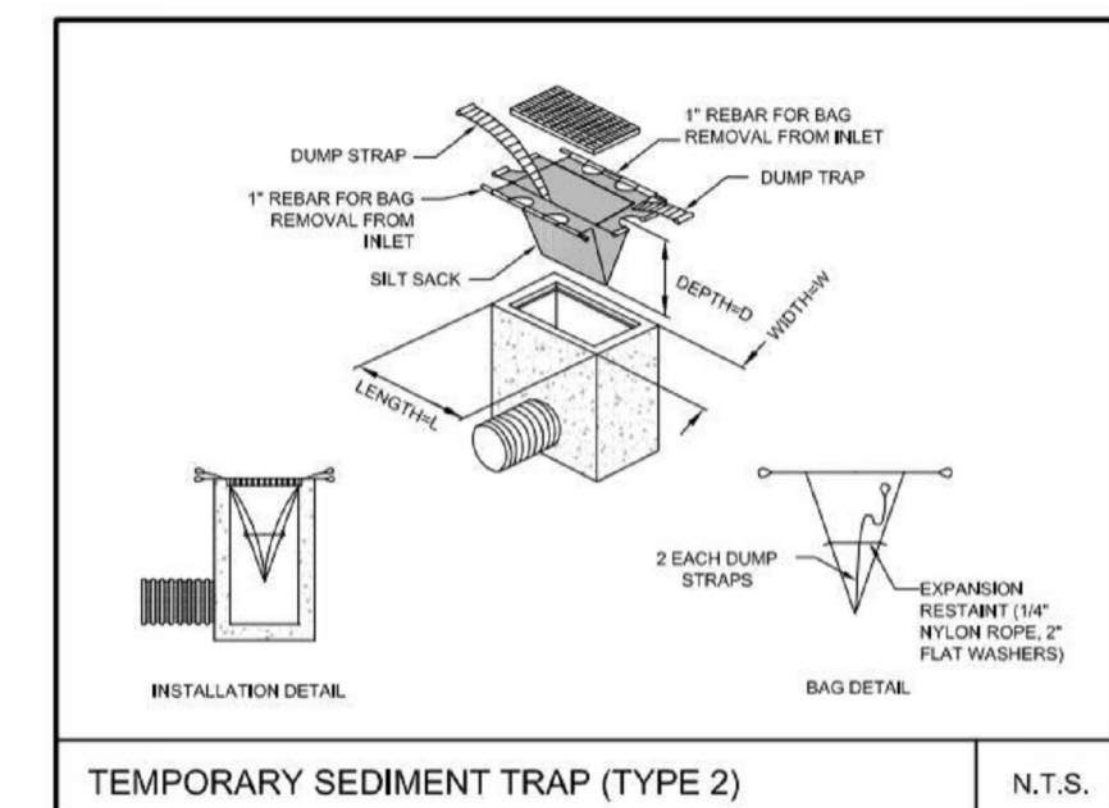 1" REBAR FOR BAG
REMOVAL FROM INLET
DUMP STRAP
DUMP TRAP
1" REBAR FOR BAG
REMOVAL FROM
INLET
SILT SACK
DEPTH=D
WIDTH=W
LENGTH=L
2 EACH DUMP
STRAPS
EXPANSION
RESTAINT (1/4"
NYLON ROPE, 2"
FLAT WASHERS)
INSTALLATION DETAIL
BAG DETAIL
TEMPORARY SEDIMENT TRAP (TYPE 2)
N.T.S.